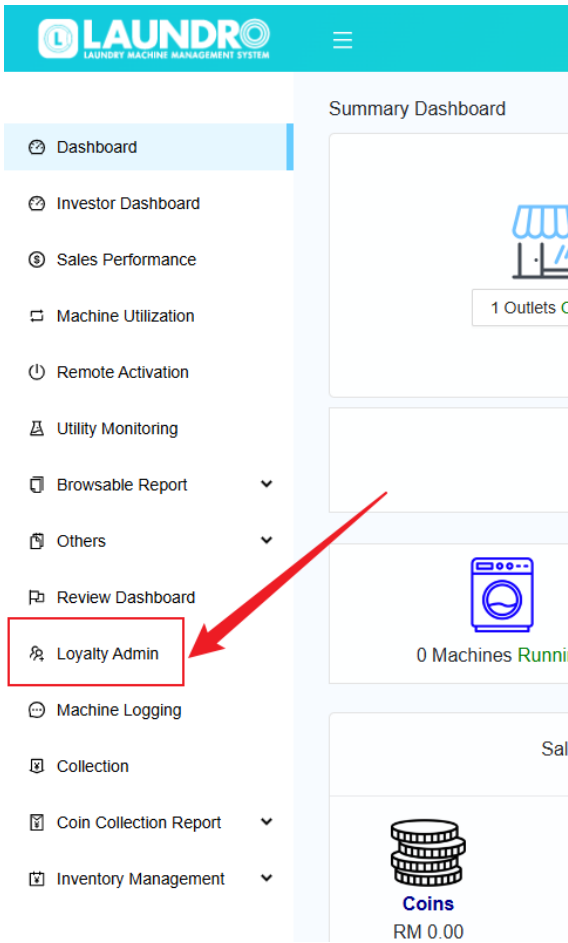 LAUNDRO
LAUNDRY MACHINE MANAGEMENT SYSTEM
Summary Dashboard
Dashboard
Investor Dashboard
Sales Performance
Machine Utilization
Remote Activation
Utility Monitoring
Browsable Report
Others
Review Dashboard
Loyalty Admin
Machine Logging
Collection
Coin Collection Report
Inventory Management
1 Outlets
0 Machines
Coins
RM 0.00